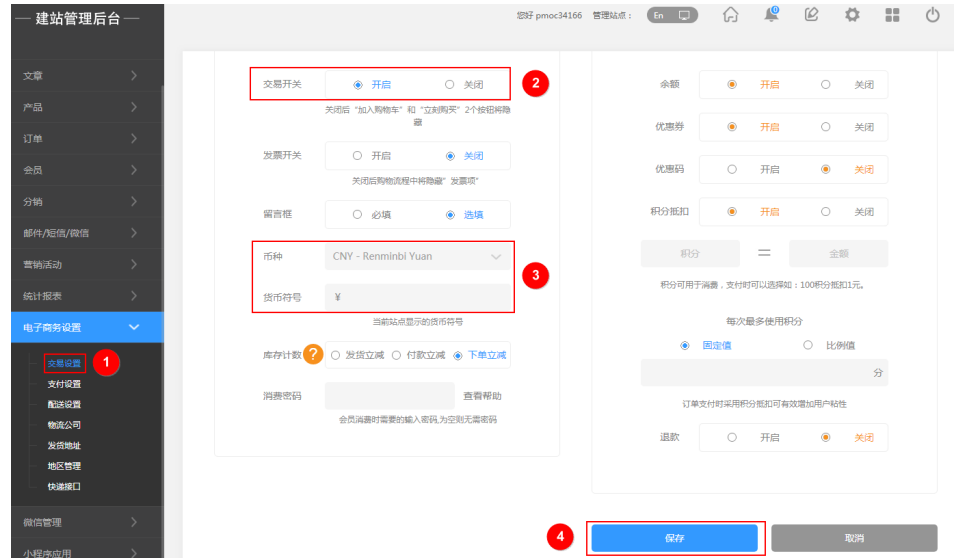 — 建站管理后台 —
您好 pmoc34166 管理站点： En
0
文章
产品
订单
会员
分销
邮件/短信/微信
营销活动
统计报表
电子商务设置
交易设置 1
支付设置
配送设置
物流公司
发货地址
地区管理
快递接口
微信管理
小程序应用
交易开关 开启 关闭 2
关闭后 “加入购物车” 和 “立刻购买” 2个按钮将隐
藏
发票开关 开启 关闭
关闭后购物流程中将隐藏” 发票项”
留言框 必填 选填
币种 CNY - Renminbi Yuan
3
货币符号 ¥
当前站点显示的货币符号
库存计数 ? 发货立减 付款立减 下单立减
消费密码 查看帮助
会员消费时需要的输入密码,为空则无需密码
余额 开启 关闭
优惠券 开启 关闭
优惠码 开启 关闭
积分抵扣 开启 关闭
积分 = 金额
积分可用于消费，支付时可以选择如：100积分抵扣1元。
每次最多使用积分
固定值 比例值
分
订单支付时采用积分抵扣可有效增加用户粘性
退款 开启 关闭
4 保存 取消